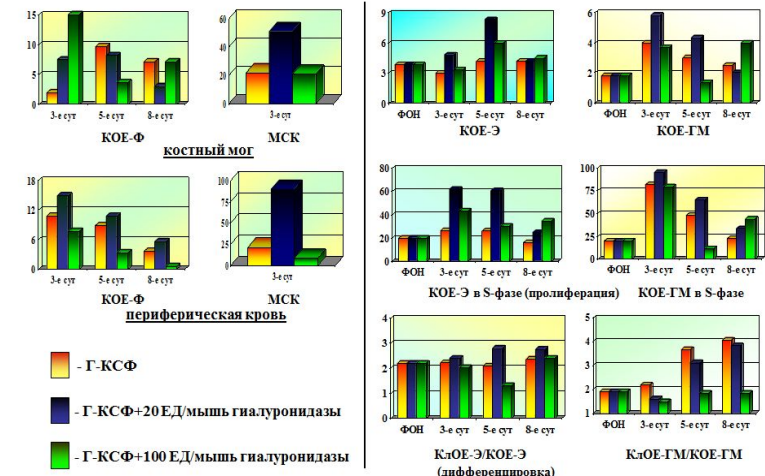 15
10
5
0
3-е сут 5-е сут 8-е сут
КОЕ-Ф
60
40
20
0
3-е сут
МСК
костный мог
18
12
6
0
3-е сут 5-е сут 8-е сут
КОЕ-Ф
100
75
50
25
0
3-е сут
МСК
периферическая кровь
- Г-КСФ
- Г-КСФ+20 ЕД/мышь гиалуронидазы
- Г-КСФ+100 ЕД/мышь гиалуронидазы
9
6
3
0
ФОН 3-е сут 5-е сут 8-е сут
КОЕ-Э
6
4
2
0
ФОН 3-е сут 5-е сут 8-е сут
КОЕ-ГМ
80
60
40
20
0
ФОН 3-е сут 5-е сут 8-е сут
КОЕ-Э в S-фазе (пролиферация)
100
75
50
25
0
ФОН 3-е сут 5-е сут 8-е сут
КОЕ-ГМ в S-фазе
4
3
2
1
0
ФОН 3-е сут 5-е сут 8-е сут
КлОЕ-Э/КОЕ-Э
(дифференцировка)
5
4
3
2
1
ФОН 3-е сут 5-е сут 8-е сут
КлОЕ-ГМ/КОЕ-ГМ